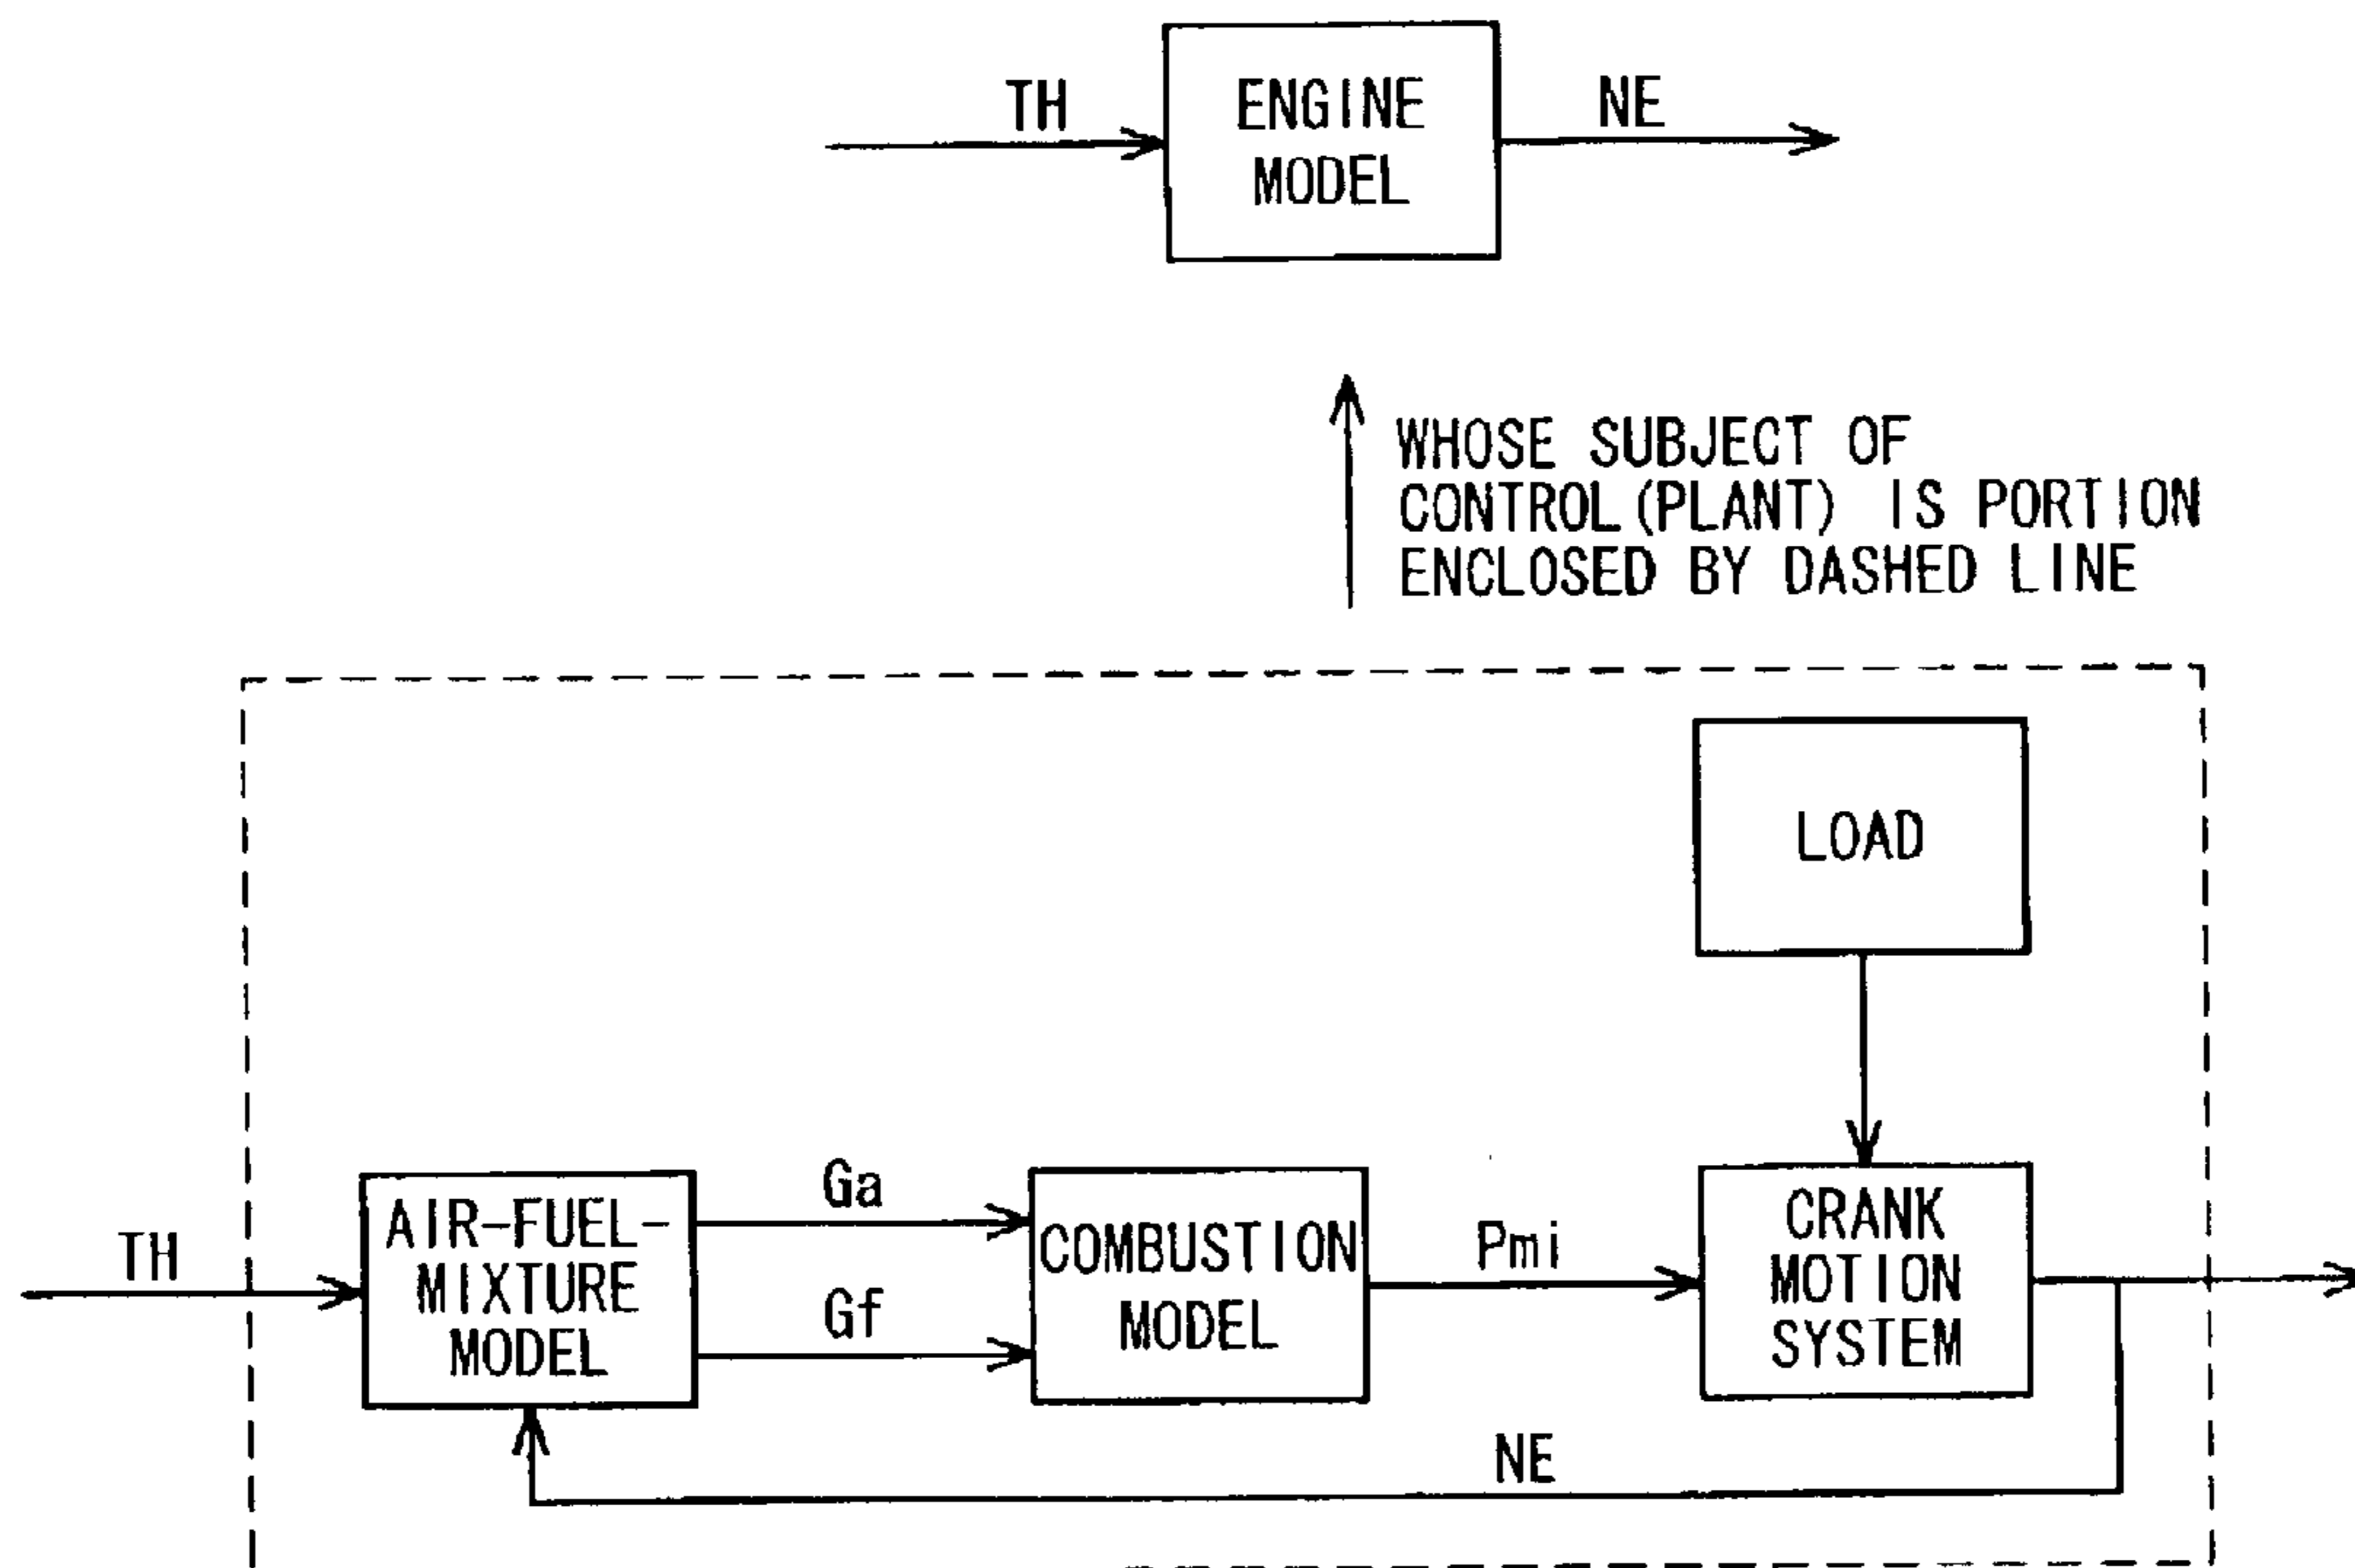 TH
ENGINE
MODEL
NE
WHOSE SUBJECT OF
CONTROL(PLANT) IS PORTION
ENCLOSED BY DASHED LINE
LOAD
TH
AIR-FUEL-
MIXTURE
MODEL
Ga
Gf
COMBUSTION
MODEL
Pmi
CRANK
MOTION
SYSTEM
NE